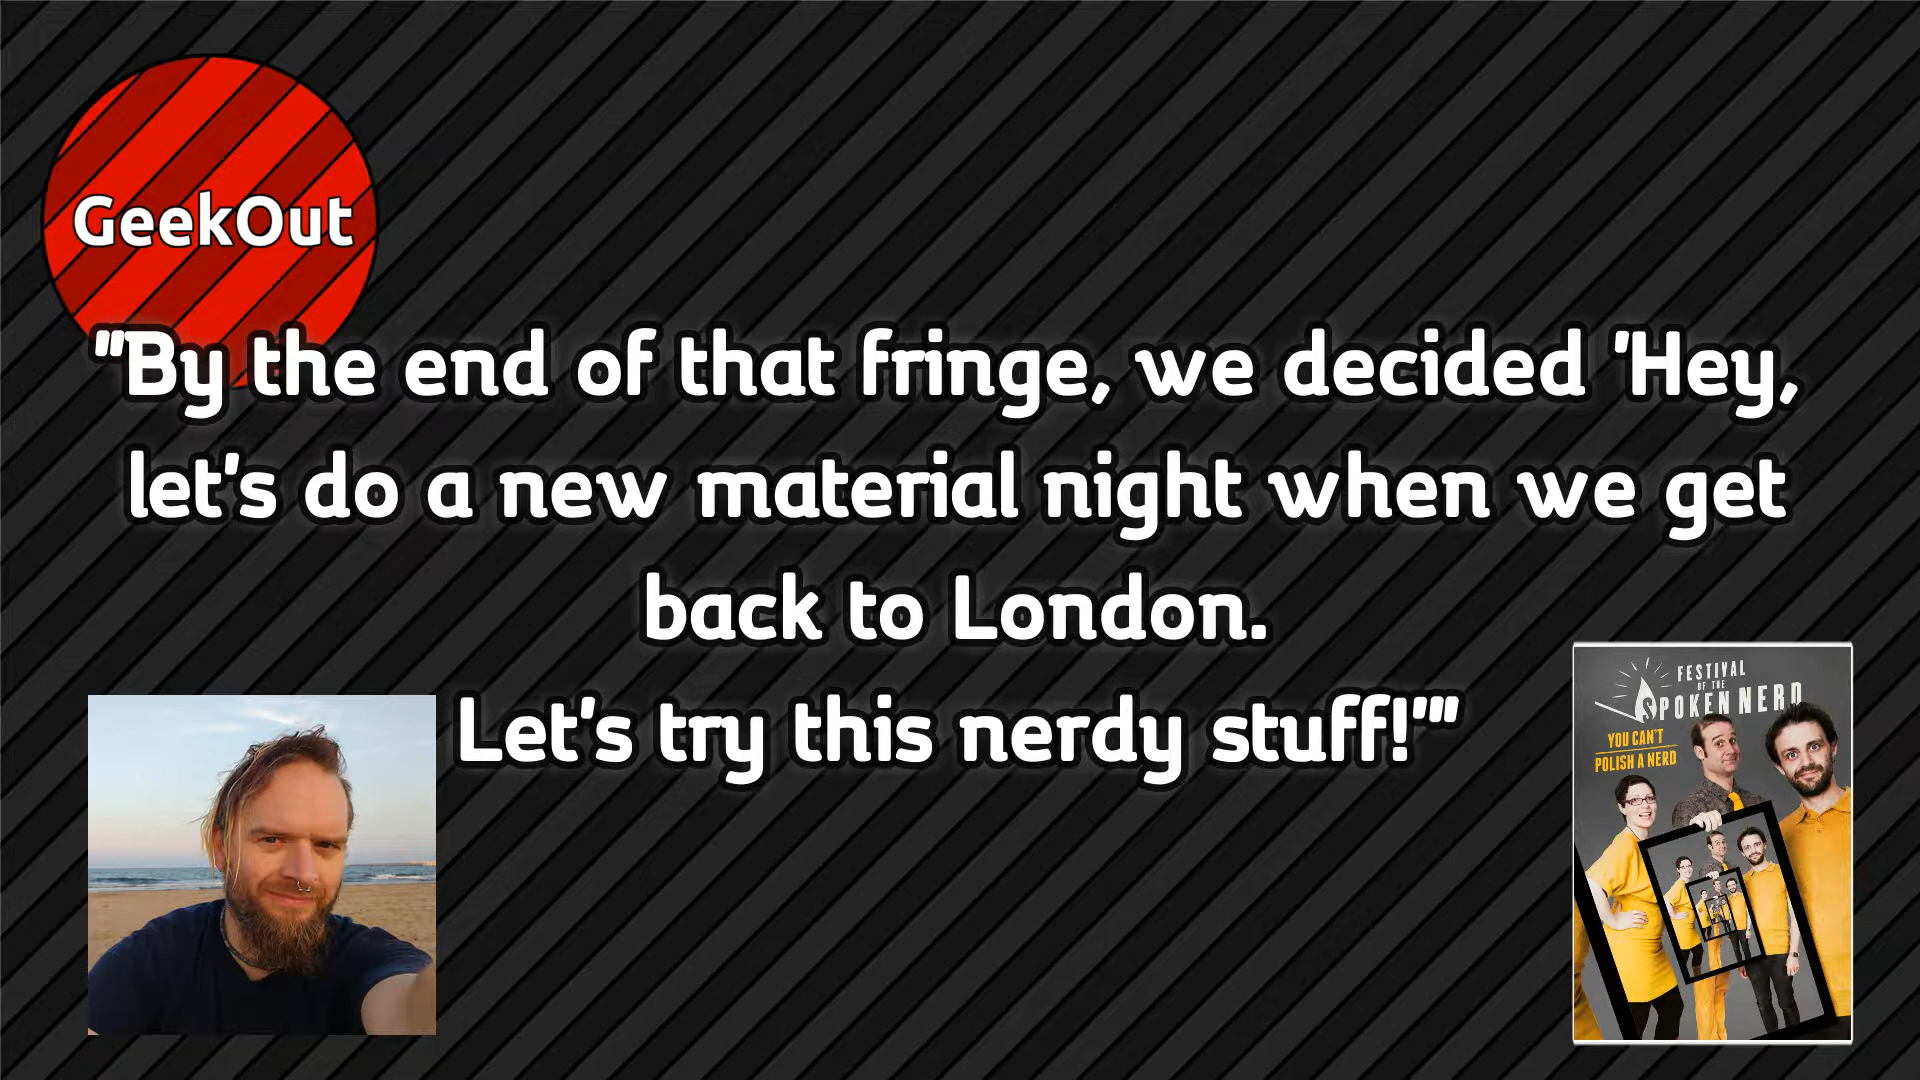 GeekOut
"By the end of that fringe, we decided 'Hey,
let's do a new material night when we get
back to London.
Let's try this nerdy stuff!'"
FESTIVAL
OF THE
SPOKEN NERD
YOU CAN'T
POLISH A NERD